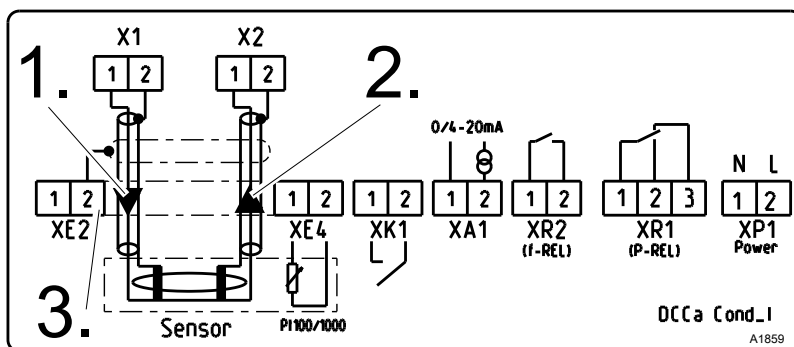 X1 X2
1 2 1 2
1. 2.
0/4-20mA
N L
1 2 1 2 1 2 1 2 1 2 1 2 3 1 2
XE2 XE4 XK1 XA1 XR2 XR1 XP1
(f-REL) (P-REL) Power
3.
Sensor Pt100/1000
DCCa Cond_I
A1859